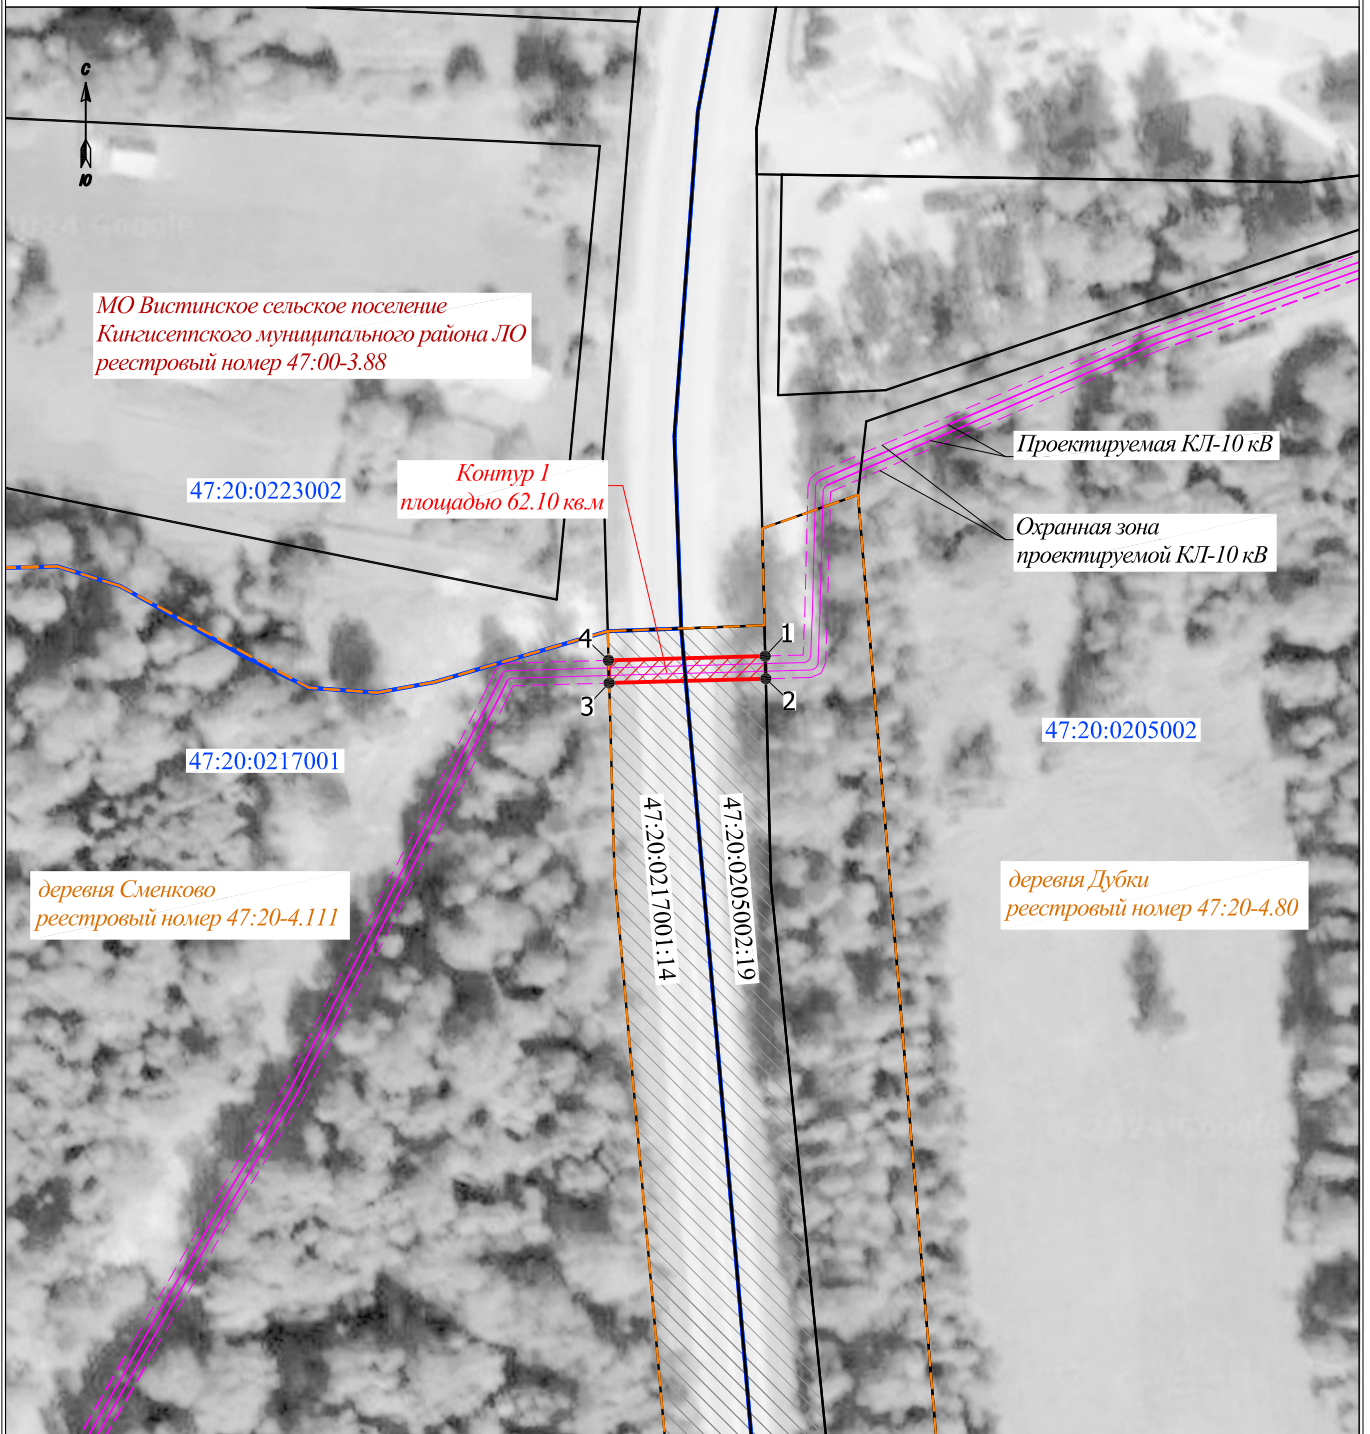 С
Ю
2024 Google
МО Вистинское сельское поселение
Кингисеппского муниципального района ЛО
реестровый номер 47:00-3.88
Контур 1
площадью 62.10 кв.м
47:20:0223002
Проектируемая КЛ-10 кВ
Охранная зона
проектируемой КЛ-10 кВ
4
1
3
2
47:20:0217001
47:20:0205002
47:20:0217001:14
47:20:0205002:19
деревня Сменково
реестровый номер 47:20-4.111
деревня Дубки
реестровый номер 47:20-4.80